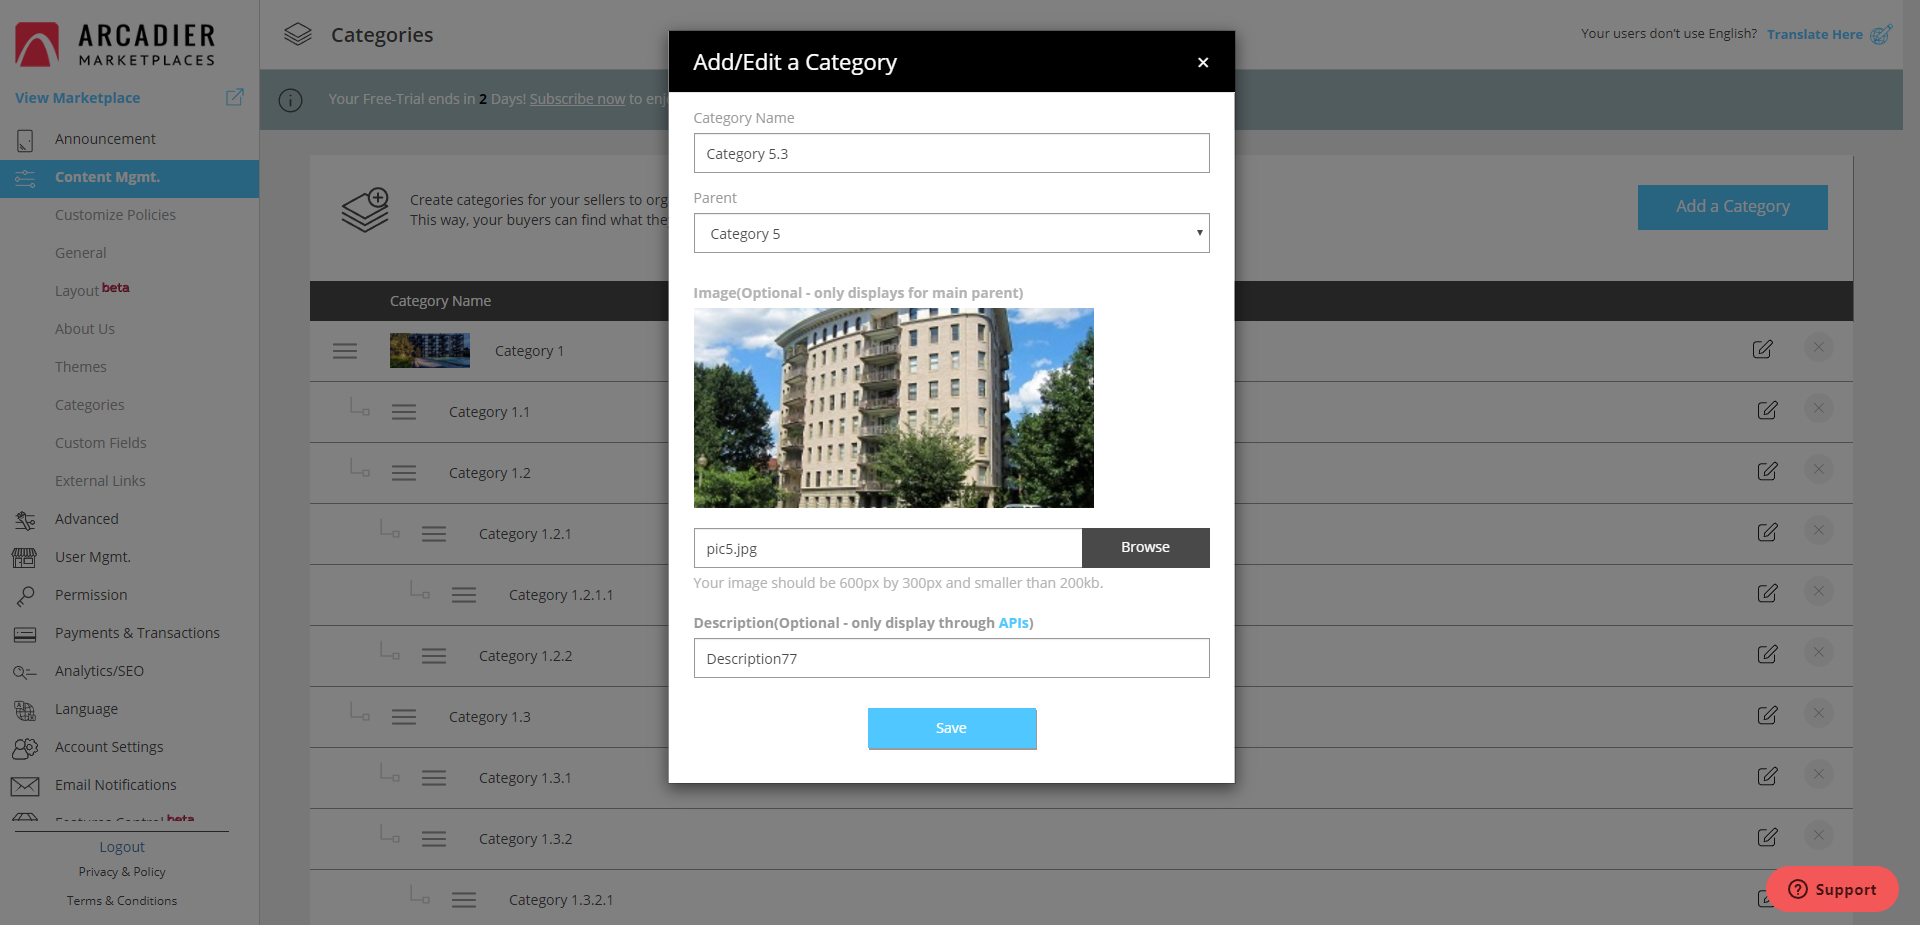 ARCADIER
MARKETPLACES
View Marketplace
Announcement
Content Mgmt.
Customize Policies
General
Layout beta
About Us
Themes
Categories
Custom Fields
External Links
Advanced
User Mgmt.
Permission
Payments & Transactions
Analytics/SEO
Language
Account Settings
Email Notifications
Features Control beta
Logout
Privacy & Policy
Terms & Conditions
Categories
Your users don't use English? Translate Here
Your Free-Trial ends in 2 Days! Subscribe now to enj
Create categories for your sellers to org
This way, your buyers can find what the
Add a Category
Category Name
Category 1
Category 1.1
Category 1.2
Category 1.2.1
Category 1.2.1.1
Category 1.2.2
Category 1.3
Category 1.3.1
Category 1.3.2
Category 1.3.2.1
Add/Edit a Category
×
Category Name
Category 5.3
Parent
Category 5
Image(Optional - only displays for main parent)
pic5.jpg
Browse
Your image should be 600px by 300px and smaller than 200kb.
Description(Optional - only display through APIs)
Description77
Save
Support